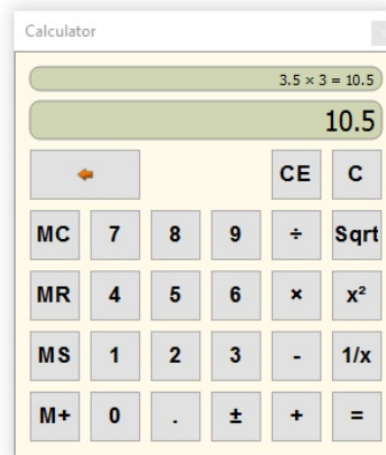 Calculator
3.5 × 3 = 10.5
10.5
CE C
MC 7 8 9 ÷ Sqrt
MR 4 5 6 × x²
MS 1 2 3 - 1/x
M+ 0 . ± + =